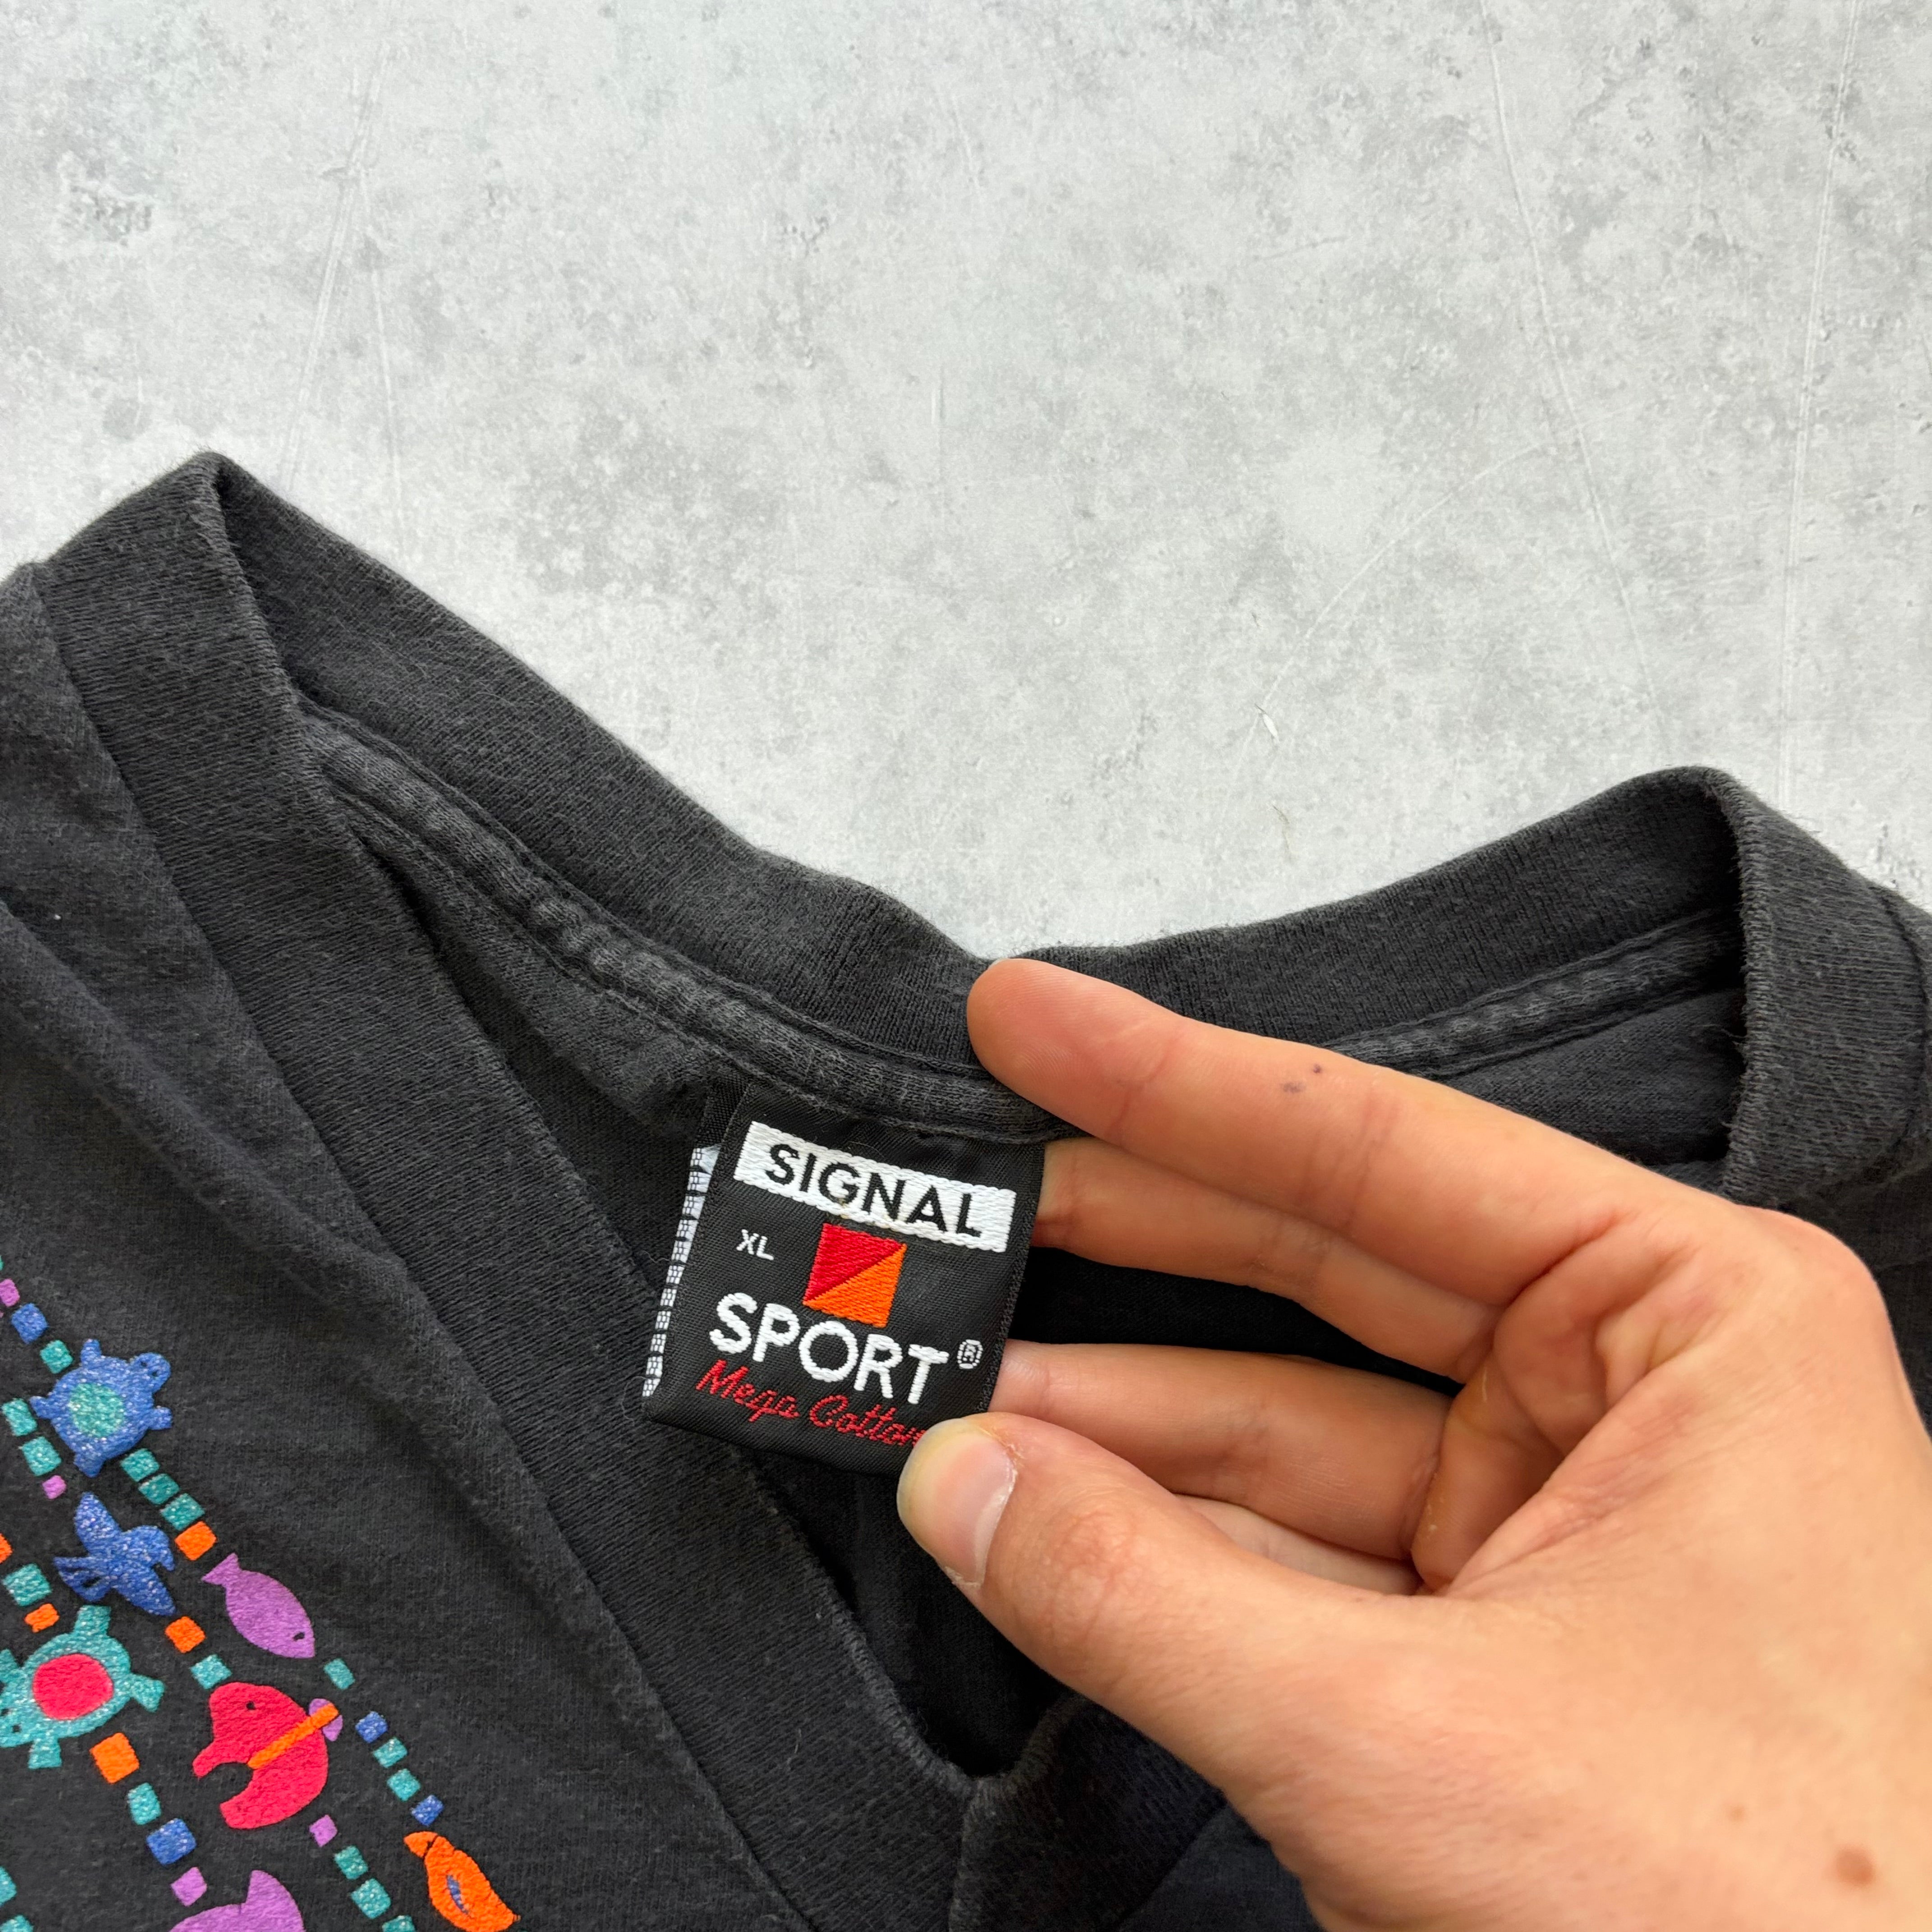 SIGNAL
XL
SPORT®
Mega Cotton